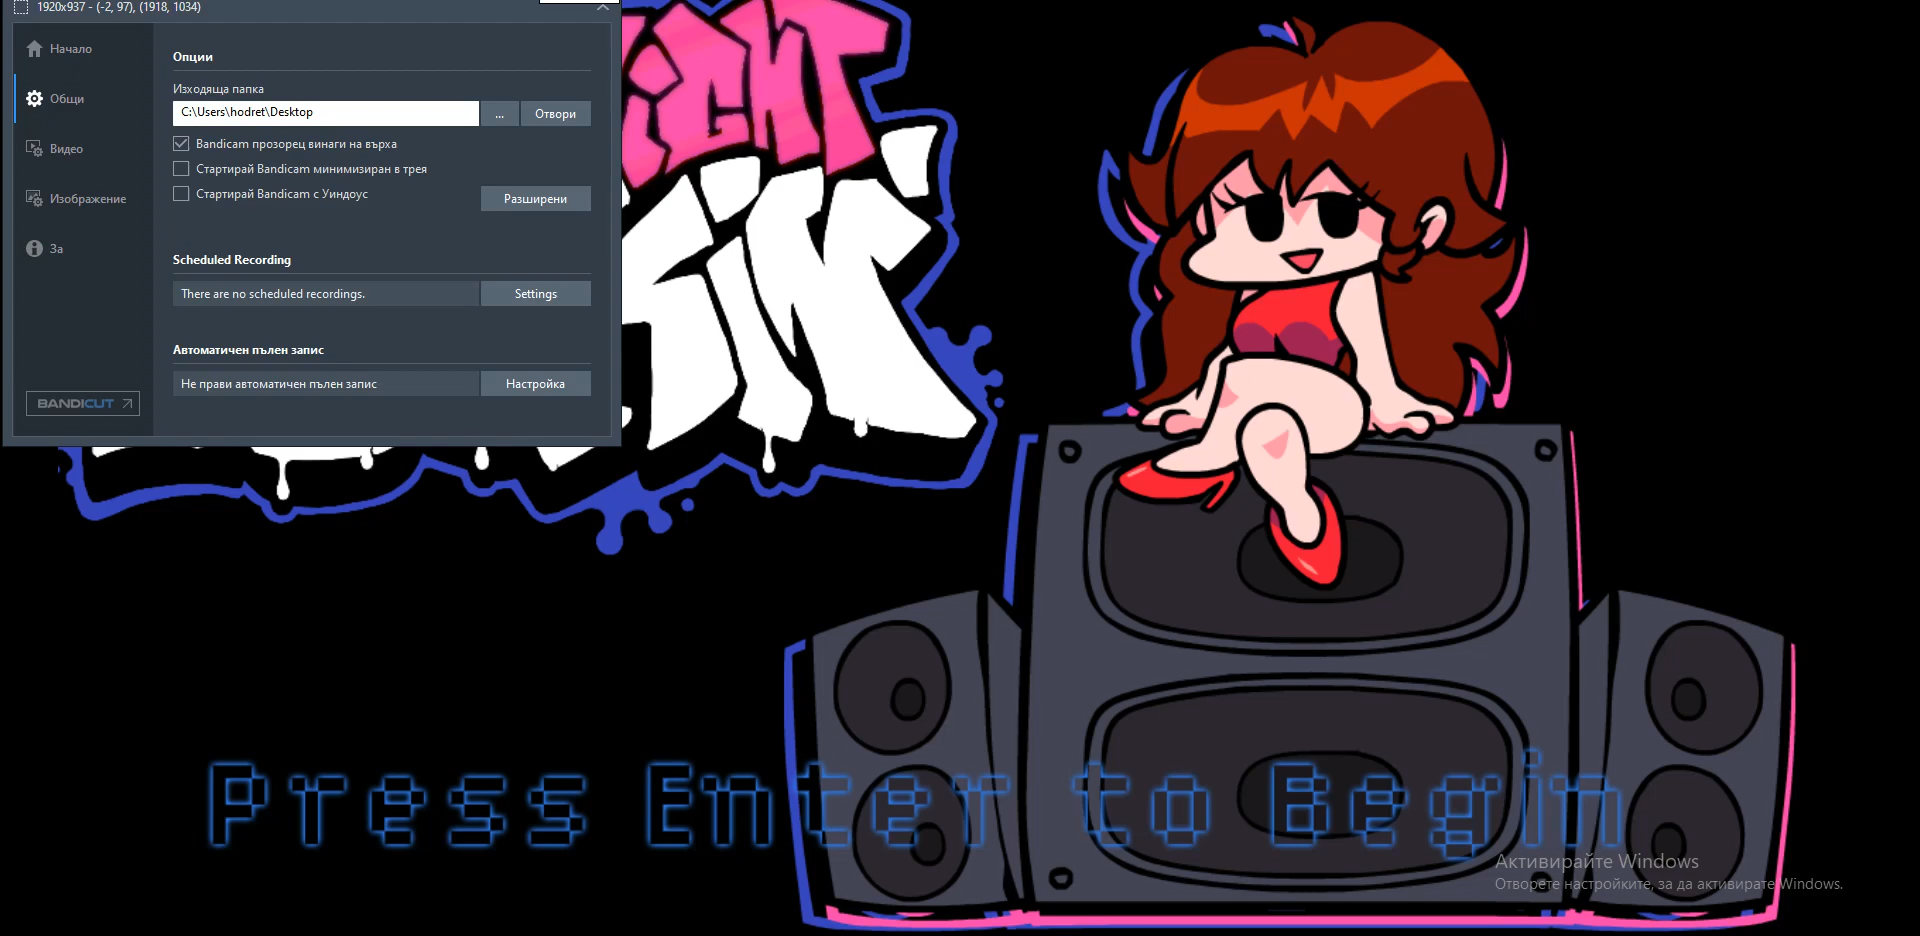 1920x937 - (-2, 97), (1918, 1034)
Начало
Общи
Видео
Изображение
За
BANDICUT
Опции
Изходяща папка
C:\Users\hodret\Desktop
...
Отвори
Bandicam прозорец винаги на върха
Стартирай Bandicam минимизиран в трея
Стартирай Bandicam с Уиндоус
Разширени
Scheduled Recording
There are no scheduled recordings.
Settings
Автоматичен пълен запис
Не прави автоматичен пълен запис
Настройка
Press Enter to Begin
Активирайте Windows
Отворете настройките, за да активирате Windows.